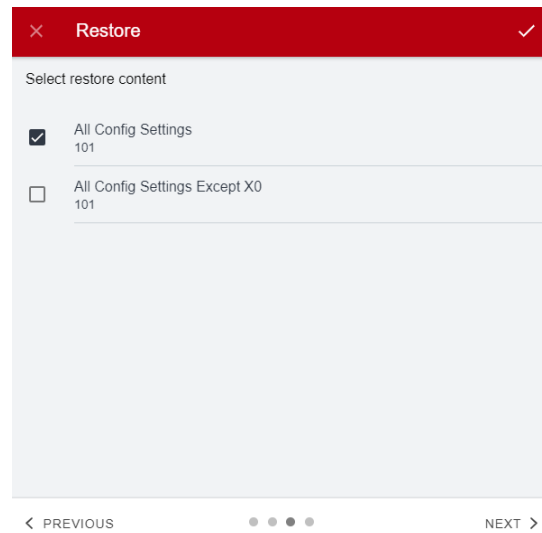 Restore
Select restore content
All Config Settings
101
All Config Settings Except X0
101
PREVIOUS
NEXT